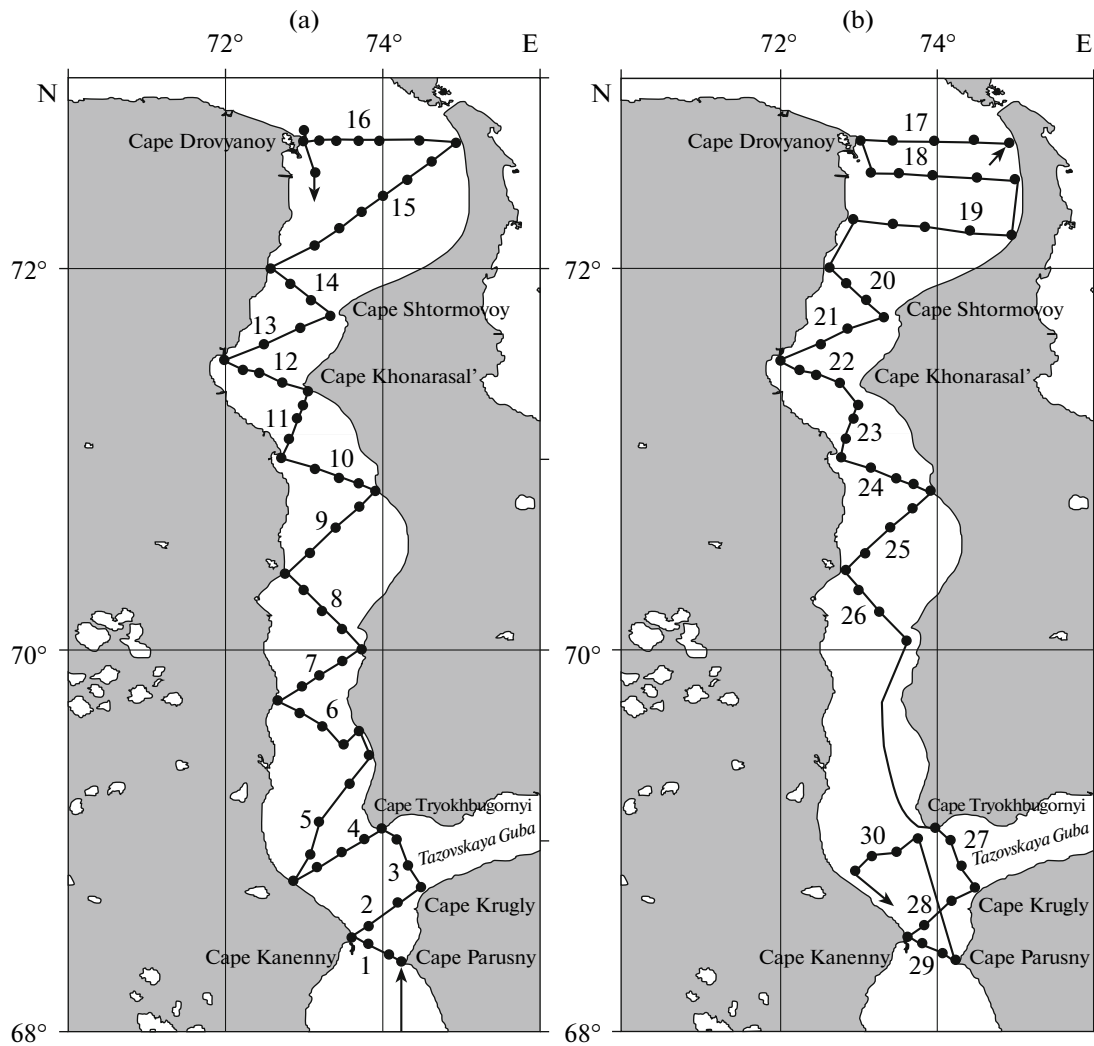 (a)
(b)
72°
74°
E
72°
74°
E
N
N
16
Cape Drovyanoy
15
17
Cape Drovyanoy
18
19
72°
72°
14
Cape Shtormovoy
13
12
Cape Khonarasal’
11
10
9
8
20
Cape Shtormovoy
21
22
Cape Khonarasal’
23
24
25
26
70°
70°
7
6
5
Cape Tryokhbugornyi
4
Tazovskaya Guba
3
2
Cape Krugly
Cape Kanenny
Cape Parusny
1
Cape Tryokhbugornyi
30
27
Tazovskaya Guba
28
Cape Krugly
Cape Kanenny
29
Cape Parusny
68°
68°